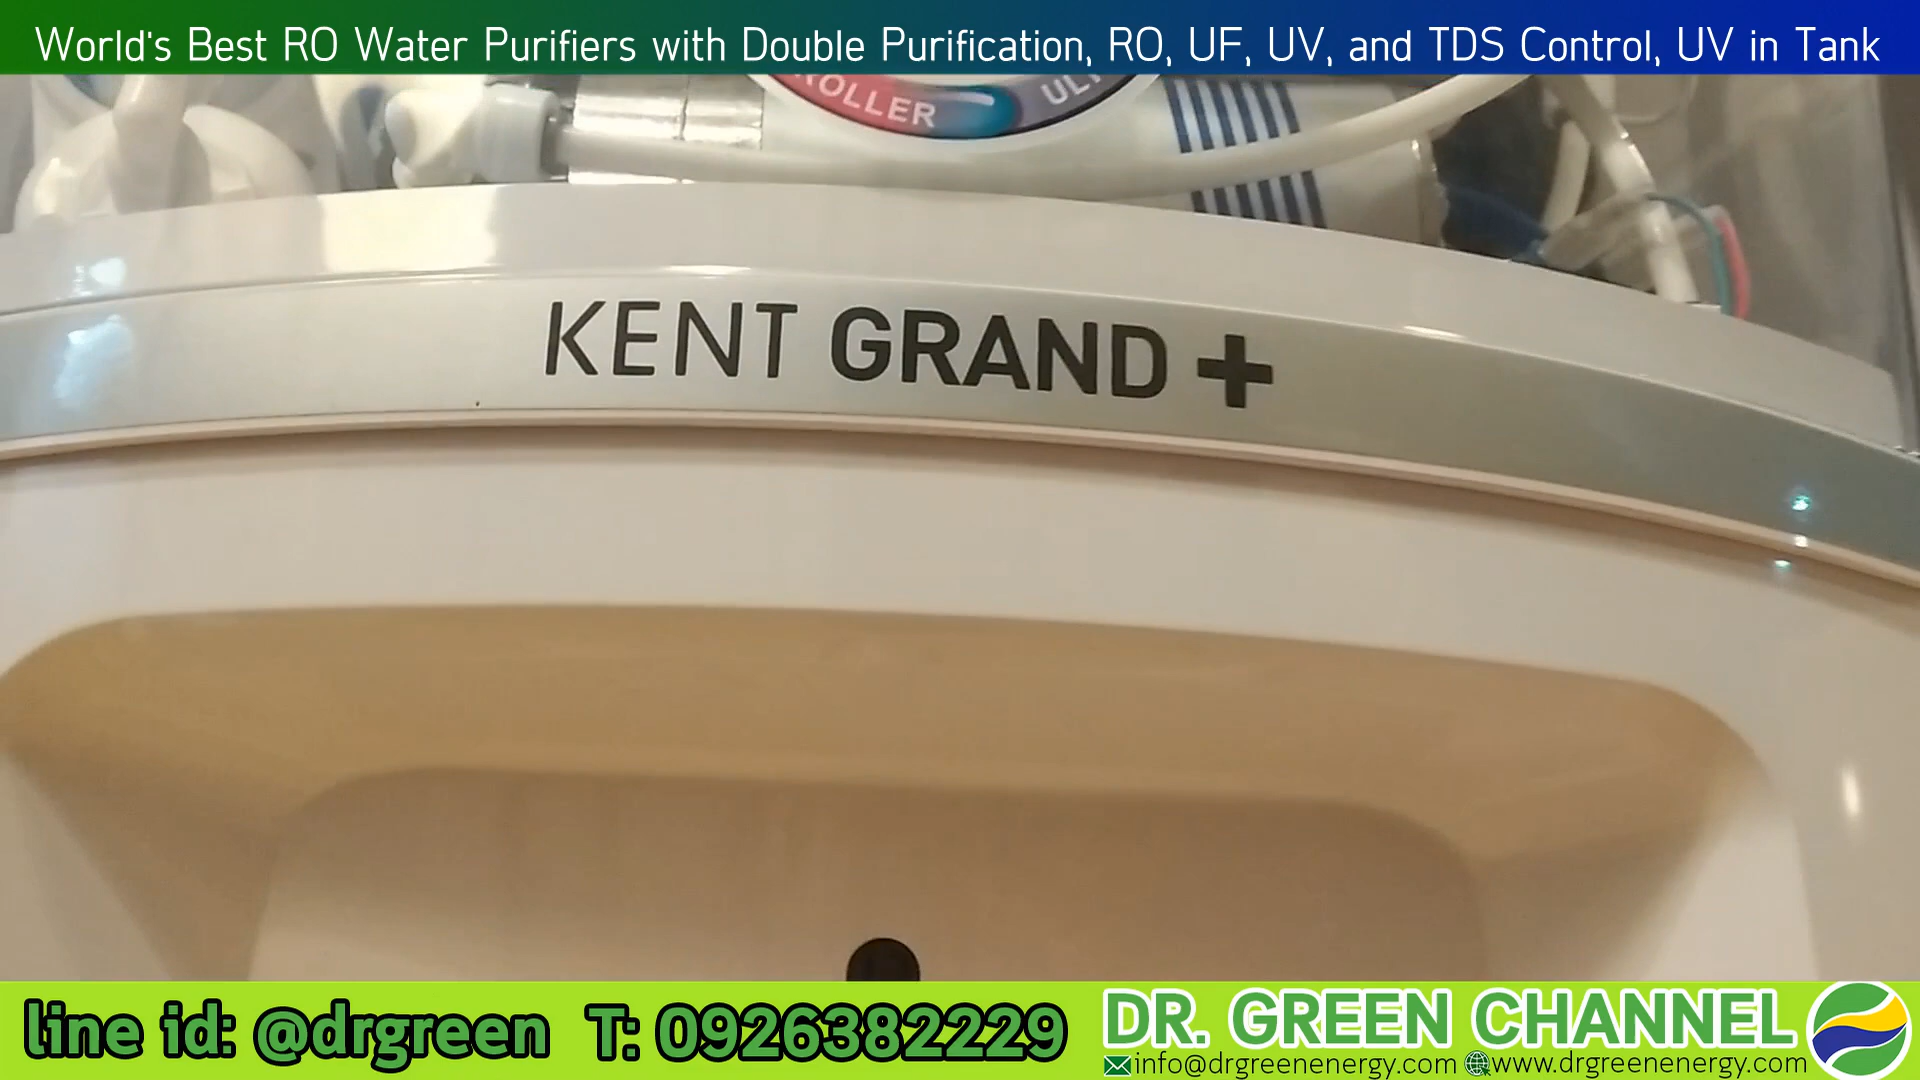 World's Best RO Water Purifiers with Double Purification, RO, UF, UV, and TDS Control, UV in Tank
KENT GRAND +
line id: @drgreen T: 0926382229
DR. GREEN CHANNEL
info@drgreenenergy.com www.drgreenenergy.com